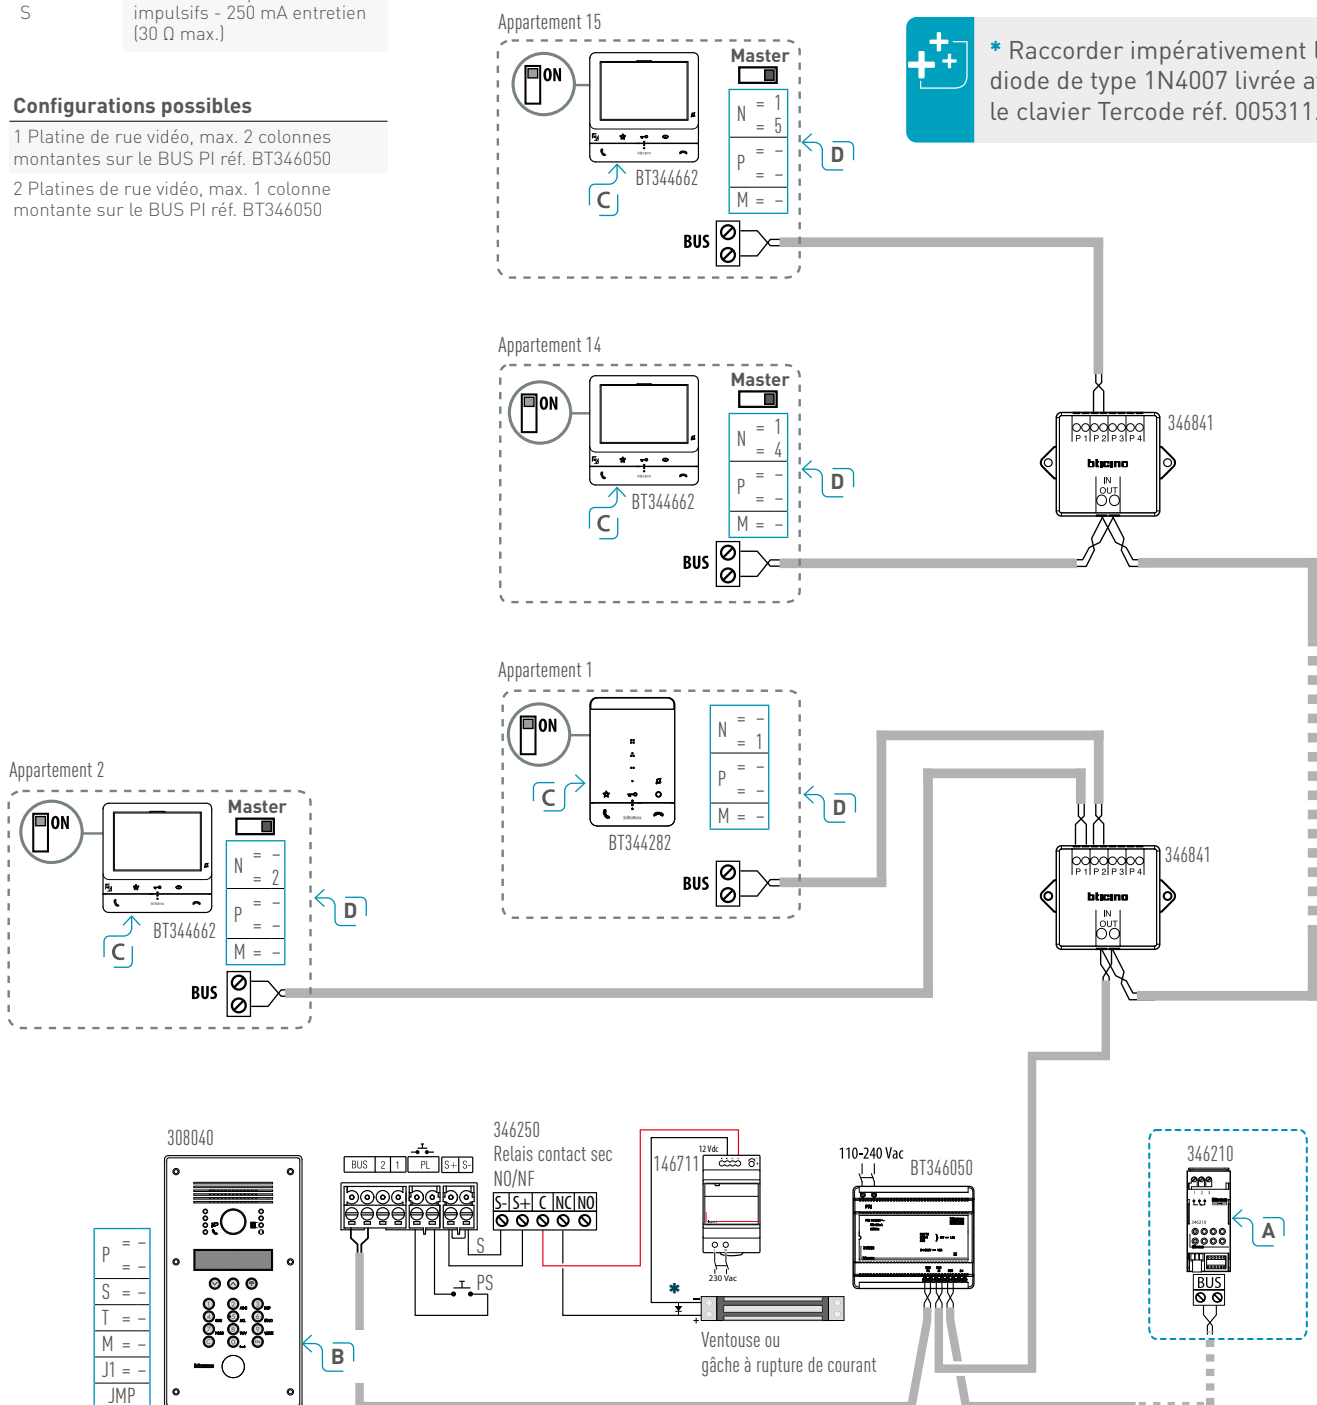 S
impulsifs - 250 mA entretien
(30 Ω max.)
Configurations possibles
1 Platine de rue vidéo, max. 2 colonnes
montantes sur le BUS PI réf. BT346050
2 Platines de rue vidéo, max. 1 colonne
montante sur le BUS PI réf. BT346050
* Raccorder impérativement l
diode de type 1N4007 livrée a
le clavier Tercode réf. 005311
Appartement 15
ON
Master
N = 1
= 5
P = -
= -
M = -
D
BT344662
C
BUS
Appartement 14
ON
Master
N = 1
= 4
P = -
= -
M = -
D
BT344662
C
BUS
346841
P1 P2 P3 P4
bticino
IN
OUT
Appartement 1
ON
N = -
= 1
P = -
= -
M = -
D
C
BT344282
BUS
Appartement 2
ON
Master
N = -
= 2
P = -
= -
M = -
D
BT344662
C
BUS
346841
P1 P2 P3 P4
bticino
IN
OUT
308040
P = -
= -
S = -
T = -
M = -
J1 = -
JMP
B
BUS 2 1 PL S+ S-
S
PS
346250
Relais contact sec
NO/NF
S- S+ C NC NO
146711
12 Vdc
230 Vac
*
-
+
Ventouse ou
gâche à rupture de courant
110-240 Vac
BT346050
346210
1 2 3
346210
BUS
A